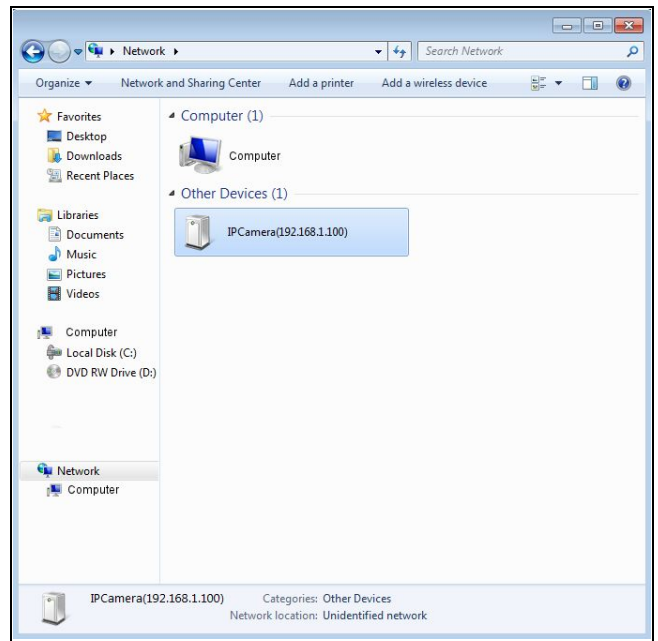 Network
Search Network
Organize Network and Sharing Center Add a printer Add a wireless device
Favorites
Desktop
Downloads
Recent Places
Libraries
Documents
Music
Pictures
Videos
Computer
Local Disk (C:)
DVD RW Drive (D:)
Network
Computer
Computer (1)
Computer
Other Devices (1)
IPCamera(192.168.1.100)
IPCamera(192.168.1.100) Categories: Other Devices
Network location: Unidentified network